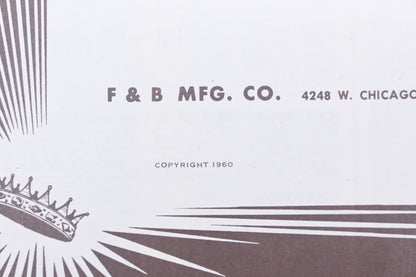 F & B MFG. CO. 4248 W. CHICAGO
COPYRIGHT 1960